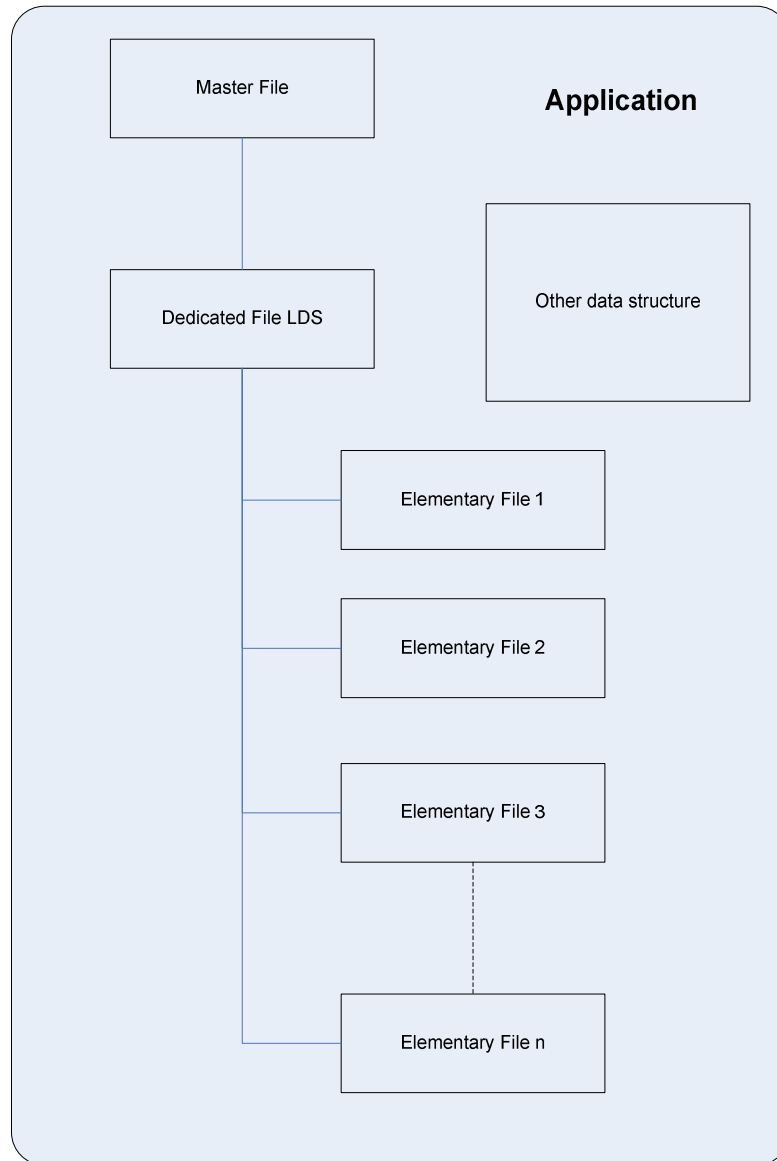 Master File
Application
Dedicated File LDS
Other data structure
Elementary File 1
Elementary File 2
Elementary File 3
Elementary File n